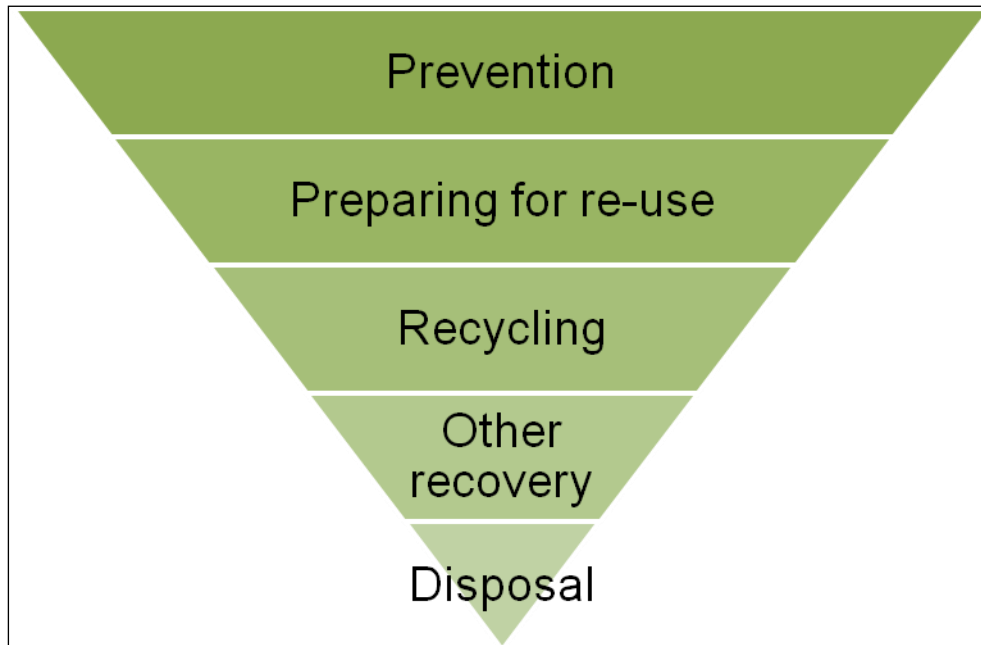 Prevention
Preparing for re-use
Recycling
Other
recovery
Disposal